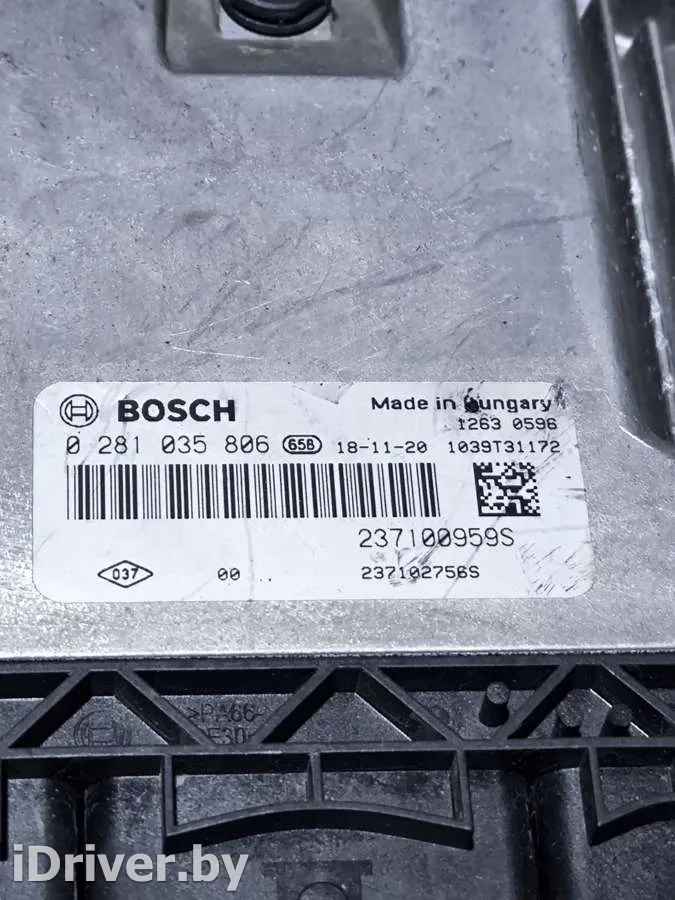 BOSCH
Made in Hungary
1263 0596
0 281 035 806 658 18-11-20 1039T31172
237100959S
037 00 237102756S
>PA66-
iDriver.by